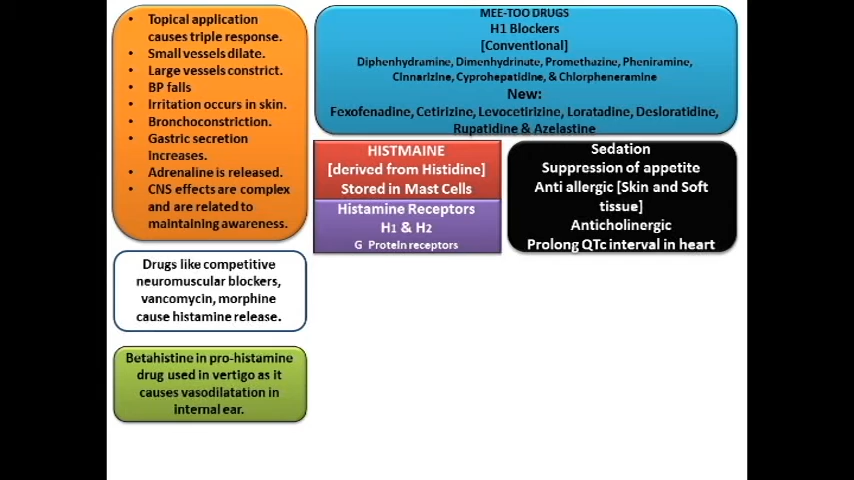 • Topical application
causes triple response.
• Small vessels dilate.
• Large vessels constrict.
• BP falls
• Irritation occurs in skin.
• Bronchoconstriction.
• Gastric secretion
increases.
• Adrenaline is released.
• CNS effects are complex
and are related to
maintaining awareness.
Drugs like competitive
neuromuscular blockers,
vancomycin, morphine
cause histamine release.
Betahistine in pro-histamine
drug used in vertigo as it
causes vasodilatation in
internal ear.
MEE-TOO DRUGS
H1 Blockers
[Conventional]
Diphenhydramine, Dimenhydrinute, Promethazine, Pheniramine,
Cinnarizine, Cyprohepatidine, & Chlorpheneramine
New:
Fexofenadine, Cetirizine, Levocetirizine, Loratadine, Desloratidine,
Rupatidine & Azelastine
HISTMAINE
[derived from Histidine]
Stored in Mast Cells
Histamine Receptors
H1 & H2
G Protein receptors
Sedation
Suppression of appetite
Anti allergic [Skin and Soft
tissue]
Anticholinergic
Prolong QTc interval in heart